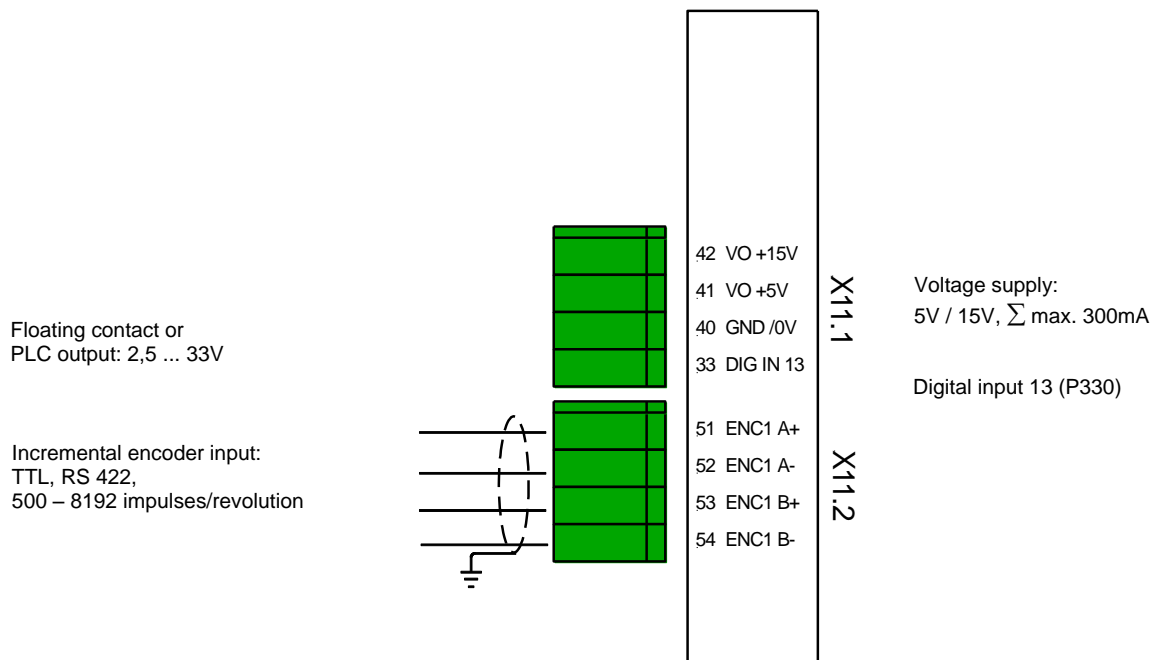 42 VO +15V
41 VO +5V
40 GND /0V
33 DIG IN 13
X11.1
Voltage supply:
5V / 15V, ∑ max. 300mA
Digital input 13 (P330)
Floating contact or
PLC output: 2,5 ... 33V
51 ENC1 A+
52 ENC1 A-
53 ENC1 B+
54 ENC1 B-
X11.2
Incremental encoder input:
TTL, RS 422,
500 – 8192 impulses/revolution